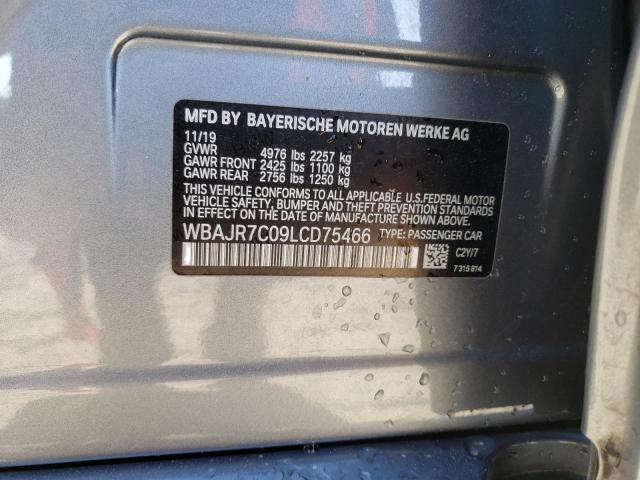 MFD BY BAYERISCHE MOTOREN WERKE AG
11/19
GVWR 4976 lbs 2257 kg
GAWR FRONT 2425 lbs 1100 kg
GAWR REAR 2756 lbs 1250 kg
THIS VEHICLE CONFORMS TO ALL APPLICABLE U.S.FEDERAL MOTOR
VEHICLE SAFETY, BUMPER, AND THEFT PREVENTION STANDARDS
IN EFFECT ON THE DATE OF MANUFACTURE SHOWN ABOVE.
WBAJR7C09LCD75466 TYPE: PASSENGER CAR
C2Y/7
7 315 814